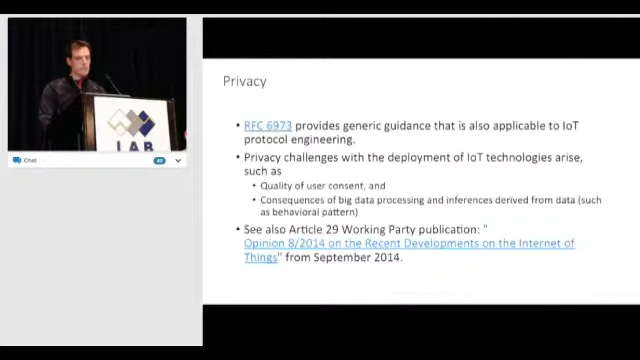 I A B
Chat
40
Privacy
• RFC 6973 provides generic guidance that is also applicable to IoT
protocol engineering.
• Privacy challenges with the deployment of IoT technologies arise,
such as
• Quality of user consent, and
• Consequences of big data processing and inferences derived from data (such
as behavioral pattern)
• See also Article 29 Working Party publication: "
Opinion 8/2014 on the Recent Developments on the Internet of
Things" from September 2014.